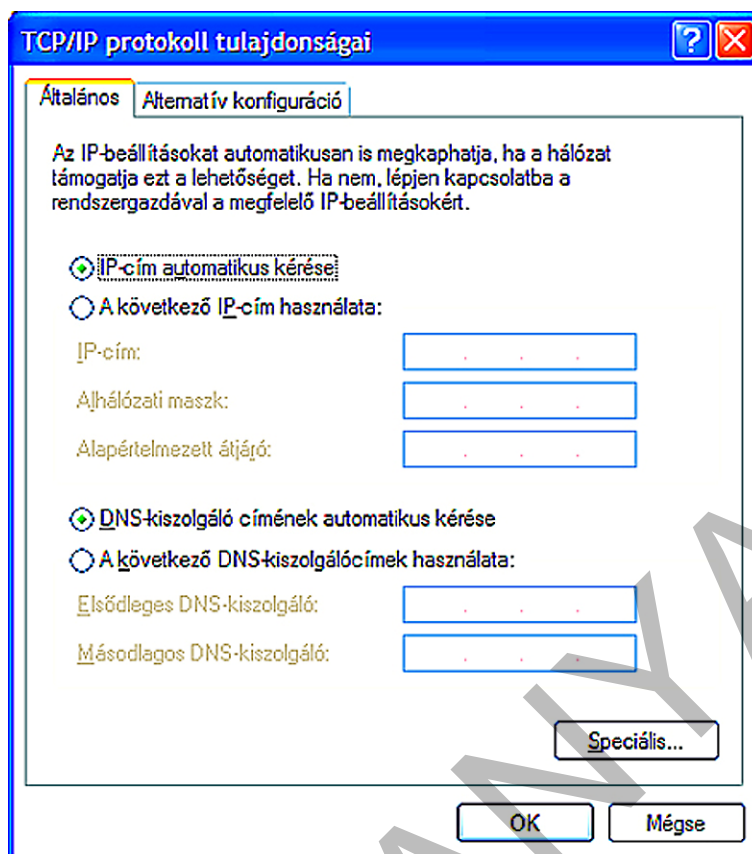 TCP/IP protokoll tulajdonságai
Általános
Alternatív konfiguráció
Az IP-beállításokat automatikusan is megkaphatja, ha a hálózat
támogatja ezt a lehetőséget. Ha nem, lépjen kapcsolatba a
rendszergazdával a megfelelő IP-beállításokért.
IP-cím automatikus kérése
A következő IP-cím használata:
IP-cím:
Alhálózati maszk:
Alapértelmezett átjáró:
DNS-kiszolgáló címének automatikus kérése
A következő DNS-kiszolgálócímek használata:
Elsődleges DNS-kiszolgáló:
Másodlagos DNS-kiszolgáló:
Speciális...
OK
Mégse
ANYA